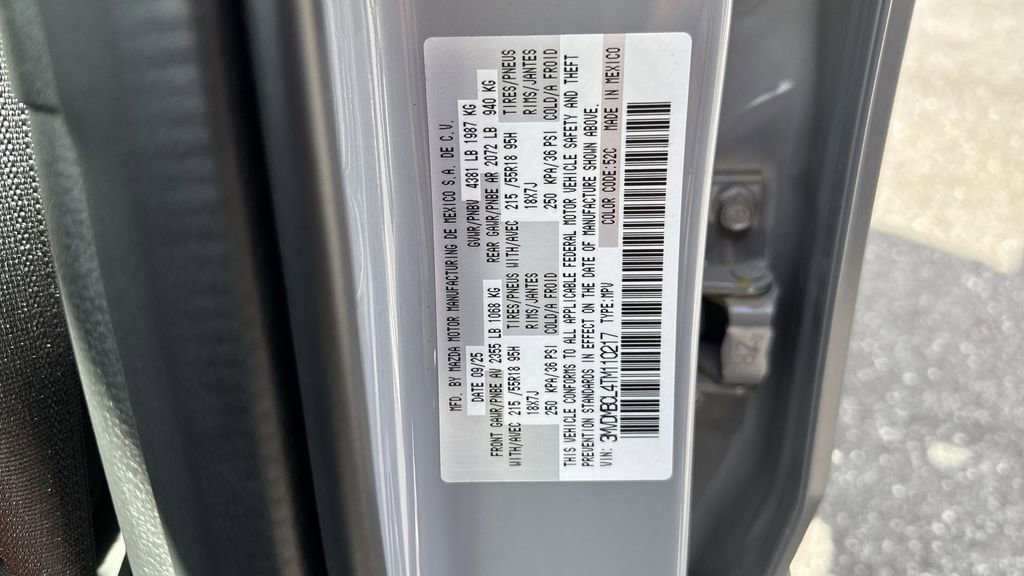 MFD. BY MAZDA MOTOR MANUFACTURING DE MEXICO S.A. DE C.V.
DATE 09/25 GVWR/PNBV 4381 LB 1987 KG
FRONT GAWR/PNBE AV 2355 LB 1068 KG REAR GAWR/PNBE AR 2072 LB 940 KG
WITH/AVEC 215 /55R18 95H TIRES/PNEUS WITH/AVEC 215 /55R18 95H TIRES/PNEUS
18X7J RIMS/JANTES 18X7J RIMS/JANTES
250 KPA/36 PSI COLD/A FROID 250 KPA/36 PSI COLD/A FROID
THIS VEHICLE CONFORMS TO ALL APPLICABLE FEDERAL MOTOR VEHICLE SAFETY AND THEFT
PREVENTION STANDARDS IN EFFECT ON THE DATE OF MANUFACTURE SHOWN ABOVE.
VIN: 3MVDMBCL4TM110217 TYPE:MPV COLOR CODE:52C MADE IN MEXICO